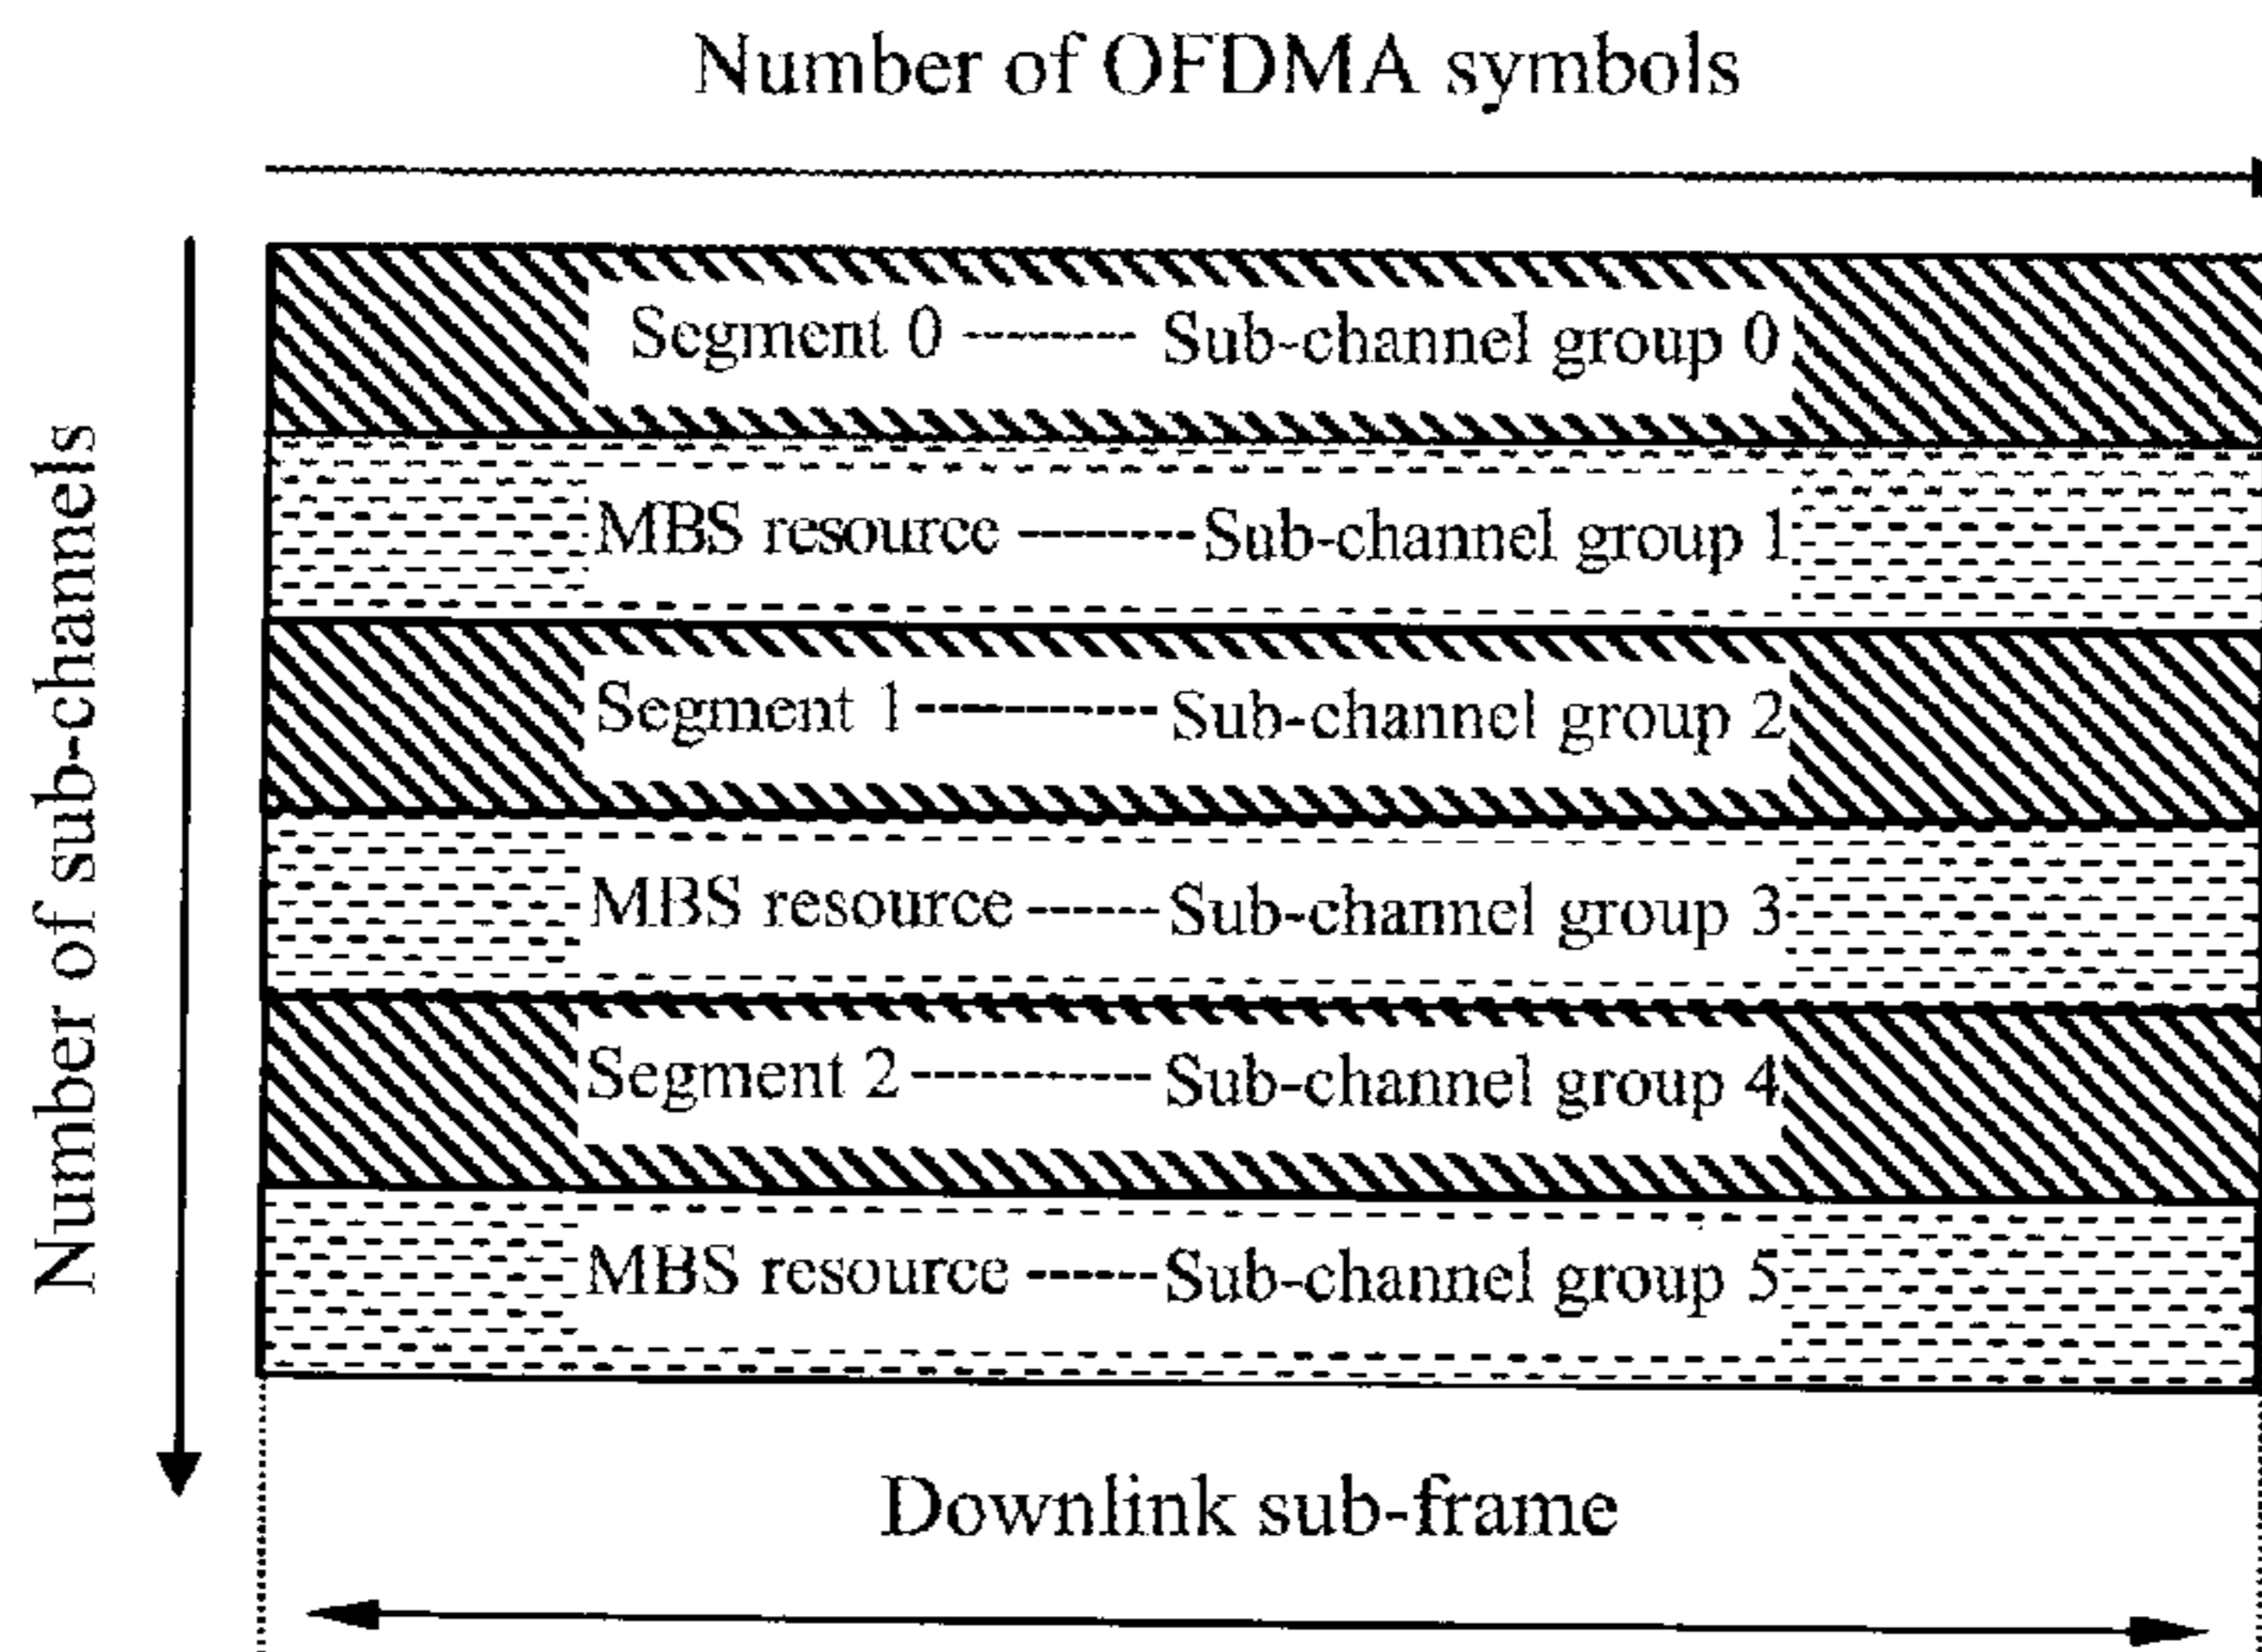 Number of OFDMA symbols
Number of sub-channels
Segment 0 -------- Sub-channel group 0
MBS resource -------- Sub-channel group 1
Segment 1 ----------- Sub-channel group 2
MBS resource ------ Sub-channel group 3
Segment 2 ----------- Sub-channel group 4
MBS resource ------ Sub-channel group 5
Downlink sub-frame